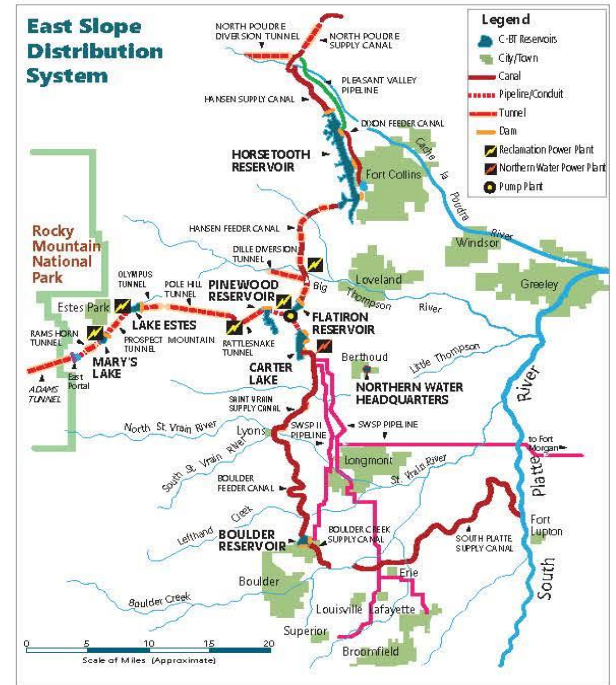 East Slope
Distribution
System
NORTH POUDRE
DIVERSION TUNNEL
NORTH POUDRE
SUPPLY CANAL
PLEASANT VALLEY
PIPELINE
HANSEN SUPPLY CANAL
DIXON FEEDER CANAL
HORSETOOTH
RESERVOIR
Fort Collins
Cache la Poudre River
Legend
C-BT Reservoirs
City/Town
Canal
Pipelire/Conduit
Tunnel
Dam
Reclamation Power Plant
Northern Water Power Plant
Pump Plant
Rocky
Mountain
National
Park
HANSEN FEEDER CANAL
DILLE DIVERSION
TUNNEL
Windsor
Greeley
Loveland
Big Thompson River
OLYMPUS
TUNNEL
POLE HILL
TUNNEL
PINEWOOD
RESERVOIR
FLATIRON
RESERVOIR
Estes Park
LAKE ESTES
RAMS HORN
TUNNEL
PROSPECT MOUNTAIN
TUNNEL
RATTLESNAKE
TUNNEL
MARY'S
LAKE
East
Portal
ADAMS
TUNNEL
CARTER
LAKE
Berthoud
Little Thompson
NORTHERN WATER
HEADQUARTERS
SAINT VRAIN
SUPPLY CANAL
North St. Vrain River
Lyons
South St. Vrain River
SWSP II
PIPELINE
SWSP PIPELINE
to Fort
Morgan
Longmont
St. Vrain River
BOULDER
FEEDER CANAL
Lefthand Creek
BOULDER
RESERVOIR
BOULDER CREEK
SUPPLY CANAL
SOUTH PLATTE
SUPPLY CANAL
Fort
Lupton
South Platte River
Boulder
Boulder Creek
Erie
Louisville
Lafayette
Superior
Broomfield
0 5 10 15 20
Scale of Miles (Approximate)